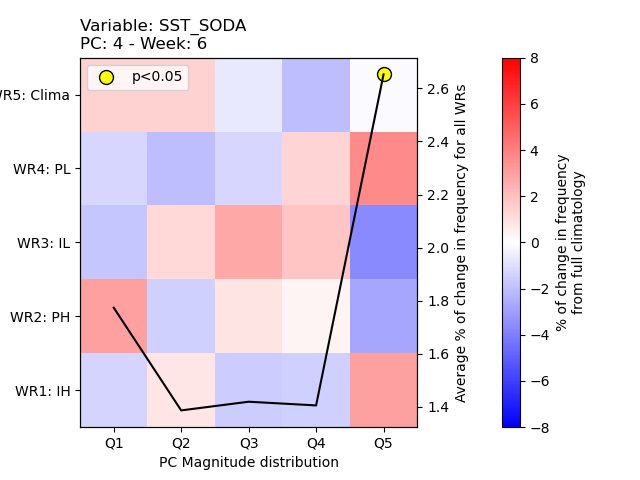 Variable: SST_SODA
PC: 4 - Week: 6
p<0.05
WR5: Clima
WR4: PL
WR3: IL
WR2: PH
WR1: IH
Q1 Q2 Q3 Q4 Q5
PC Magnitude distribution
2.6
2.4
2.2
2.0
1.8
1.6
1.4
Average % of change in frequency for all WRs
8
6
4
2
0
−2
−4
−6
−8
% of change in frequency
from full climatology